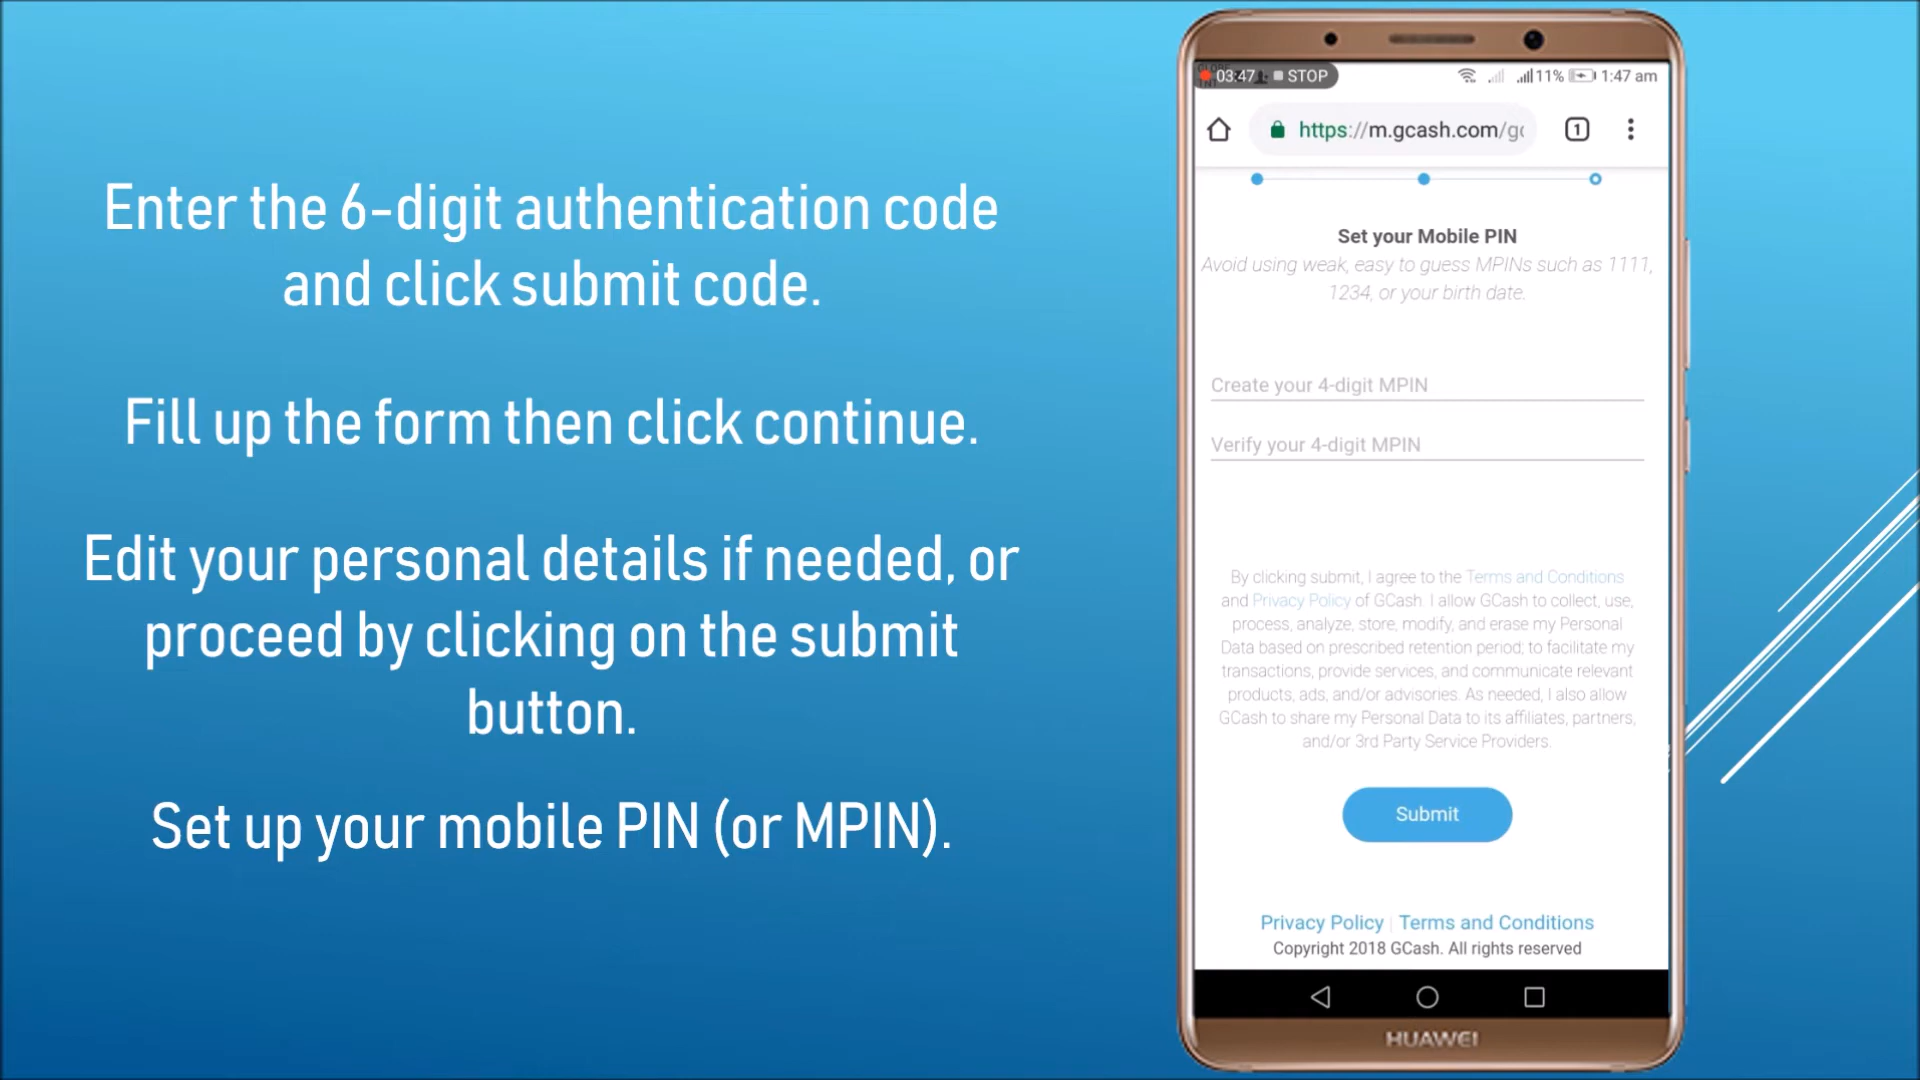 Enter the 6-digit authentication code
and click submit code.
Fill up the form then click continue.
Edit your personal details if needed, or
proceed by clicking on the submit
button.
Set up your mobile PIN (or MPIN).
03:47 STOP
11% 1:47 am
https://m.gcash.com/gc
1
Set your Mobile PIN
Avoid using weak, easy to guess MPINs such as 1111,
1234, or your birth date.
Create your 4-digit MPIN
Verify your 4-digit MPIN
By clicking submit, I agree to the Terms and Conditions
and Privacy Policy of GCash. I allow GCash to collect, use,
process, analyze, store, modify, and erase my Personal
Data based on prescribed retention period; to facilitate my
transactions, provide services, and communicate relevant
products, ads, and/or advisories. As needed, I also allow
GCash to share my Personal Data to its affiliates, partners,
and/or 3rd Party Service Providers.
Submit
Privacy Policy | Terms and Conditions
Copyright 2018 GCash. All rights reserved
HUAWEI